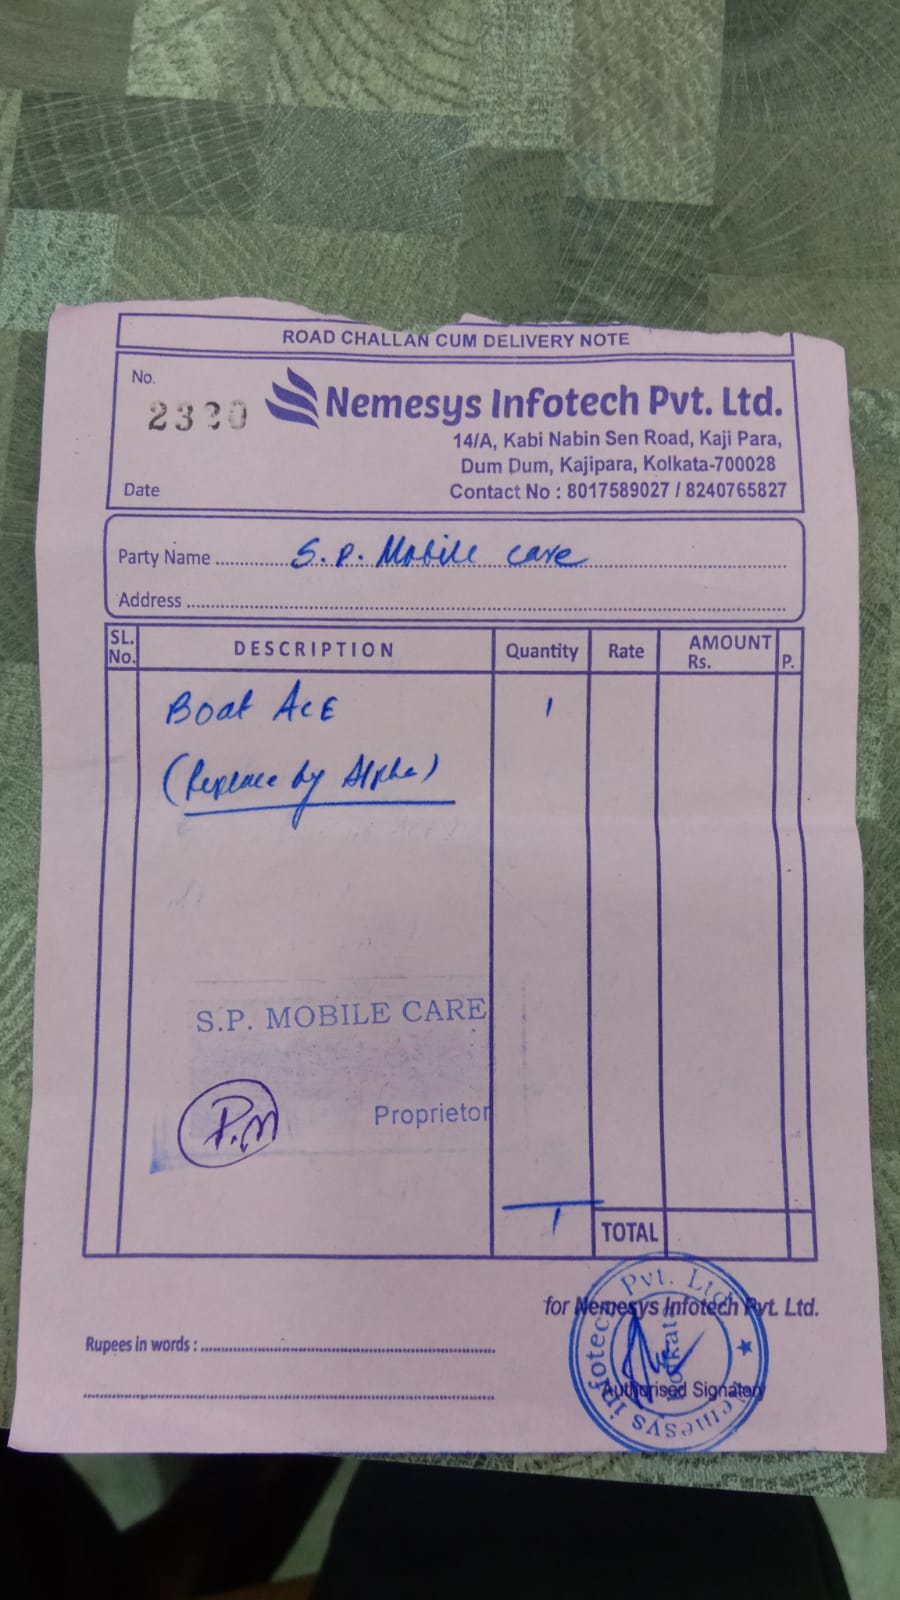 ROAD CHALLAN CUM DELIVERY NOTE
No.
2320
Nemesys Infotech Pvt. Ltd.
14/A, Kabi Nabin Sen Road, Kaji Para,
Dum Dum, Kajipara, Kolkata-700028
Date
Contact No : 8017589027 / 8240765827
Party Name S.P. Mobile care
Address
SL. No. DESCRIPTION Quantity Rate AMOUNT Rs. P.
Boat AcE 1
(Replace by Alpha)
S.P. MOBILE CARE
P.M
Proprietor
1
TOTAL
for Nemesys Infotech Pvt. Ltd.
Rupees in words :
Authorised Signatory
Nemesys Infotech Pvt. Ltd.
Kolkata